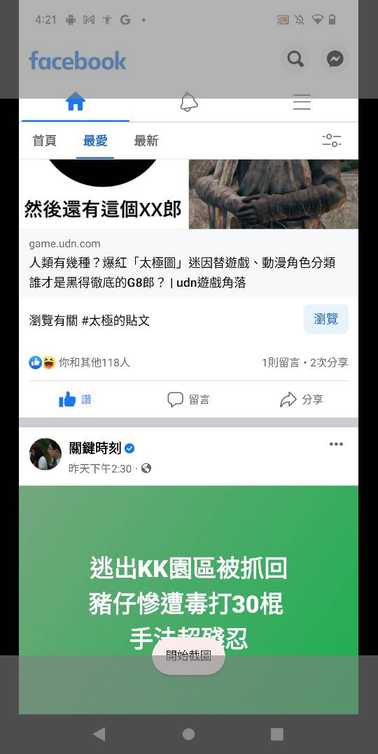 4:21
facebook
首頁
最愛
最新
然後還有這個XX郎
game.udn.com
人類有幾種？爆紅「太極圖」迷因替遊戲、動漫角色分類
誰才是黑得徹底的G8郎？ | udn遊戲角落
瀏覽有關 #太極的貼文
瀏覽
你和其他118人
1則留言 • 2次分享
讚
留言
分享
關鍵時刻
昨天下午2:30 ·
逃出KK園區被抓回
豬仔慘遭毒打30棍
手法超殘忍
開始截圖